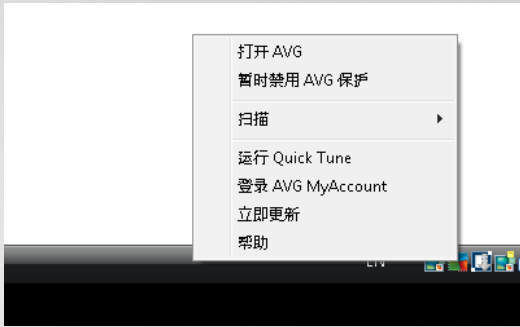 打开 AVG
暂时禁用 AVG 保护
扫描
运行 Quick Tune
登录 AVG MyAccount
立即更新
帮助